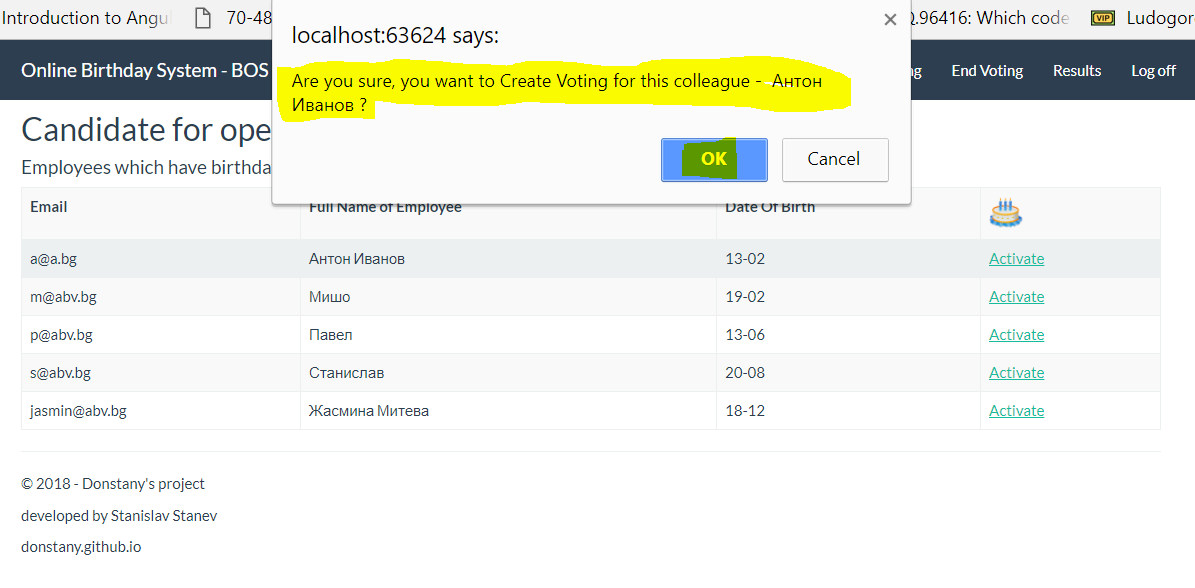 Introduction to Angu
70-48
Q.96416: Which code
VIP
Ludogor
localhost:63624 says:
Are you sure, you want to Create Voting for this colleague - Антон
Иванов ?
OK Cancel
Online Birthday System - BOS
ng End Voting Results Log off
Candidate for ope
Employees which have birthda
Email Full Name of Employee Date Of Birth
a@a.bg Антон Иванов 13-02 Activate
m@abv.bg Мишо 19-02 Activate
p@abv.bg Павел 13-06 Activate
s@abv.bg Станислав 20-08 Activate
jasmin@abv.bg Жасмина Митева 18-12 Activate
© 2018 - Donstany's project
developed by Stanislav Stanev
donstany.github.io